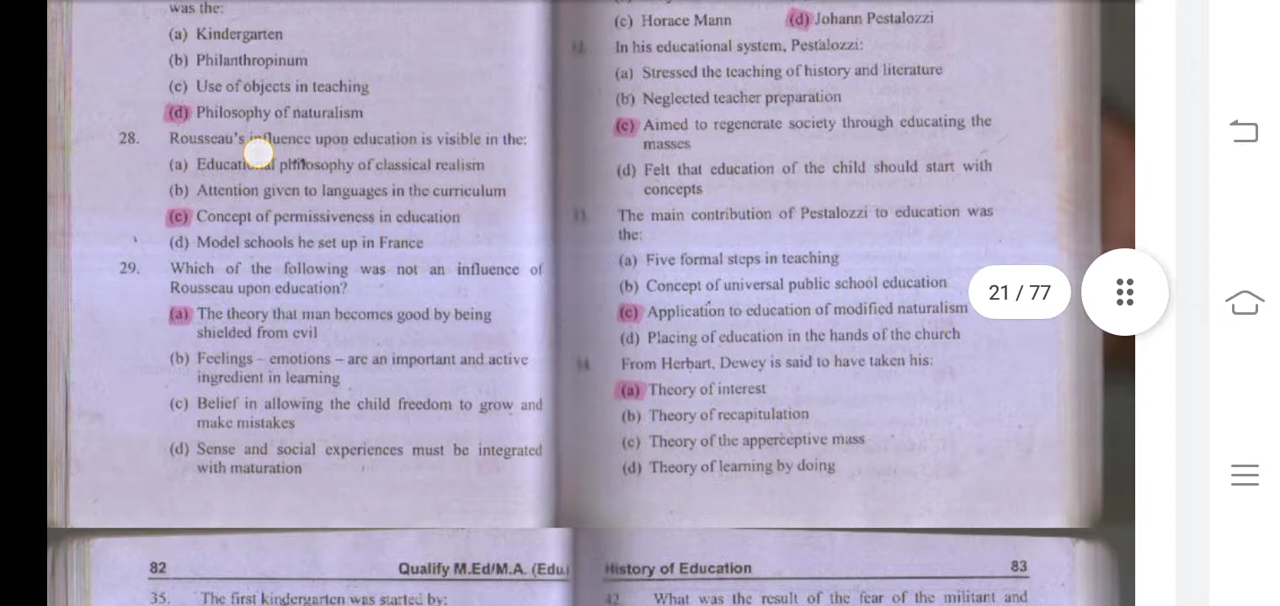 was the:
(a) Kindergarten
(b) Philanthropinum
(c) Use of objects in teaching
(d) Philosophy of naturalism
28. Rousseau's influence upon education is visible in the:
(a) Educational philosophy of classical realism
(b) Attention given to languages in the curriculum
(c) Concept of permissiveness in education
(d) Model schools he set up in France
29. Which of the following was not an influence of
Rousseau upon education?
(a) The theory that man becomes good by being
shielded from evil
(b) Feelings – emotions – are an important and active
ingredient in learning
(c) Belief in allowing the child freedom to grow and
make mistakes
(d) Sense and social experiences must be integrated
with maturation
(c) Horace Mann (d) Johann Pestalozzi
32. In his educational system, Pestalozzi:
(a) Stressed the teaching of history and literature
(b) Neglected teacher preparation
(c) Aimed to regenerate society through educating the
masses
(d) Felt that education of the child should start with
concepts
33. The main contribution of Pestalozzi to education was
the:
(a) Five formal steps in teaching
(b) Concept of universal public school education
(c) Application to education of modified naturalism
(d) Placing of education in the hands of the church
34. From Herbart, Dewey is said to have taken his:
(a) Theory of interest
(b) Theory of recapitulation
(c) Theory of the apperceptive mass
(d) Theory of learning by doing
21 / 77
82 Qualify M.Ed/M.A. (Edu)
35. The first kindergarten was started by:
History of Education 83
42. What was the result of the fear of the militant and